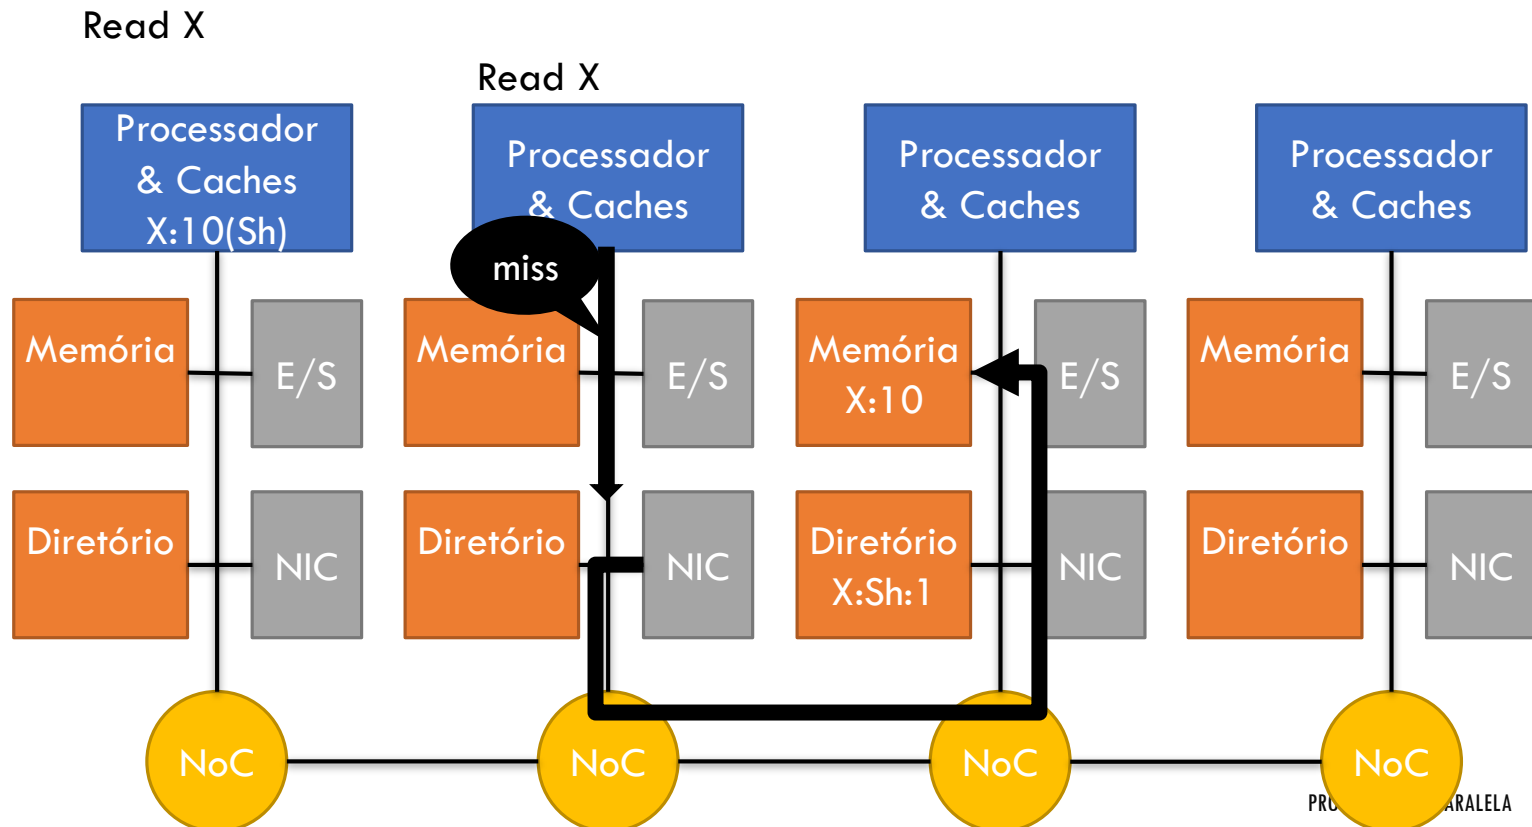 Read X
Read X
Processador
& Caches
X:10(Sh)
Processador
& Caches
Processador
& Caches
Processador
& Caches
miss
Memória
E/S
Memória
E/S
Memória
X:10
E/S
Memória
E/S
Diretório
NIC
Diretório
NIC
Diretório
X:Sh:1
NIC
Diretório
NIC
NoC
NoC
NoC
NoC